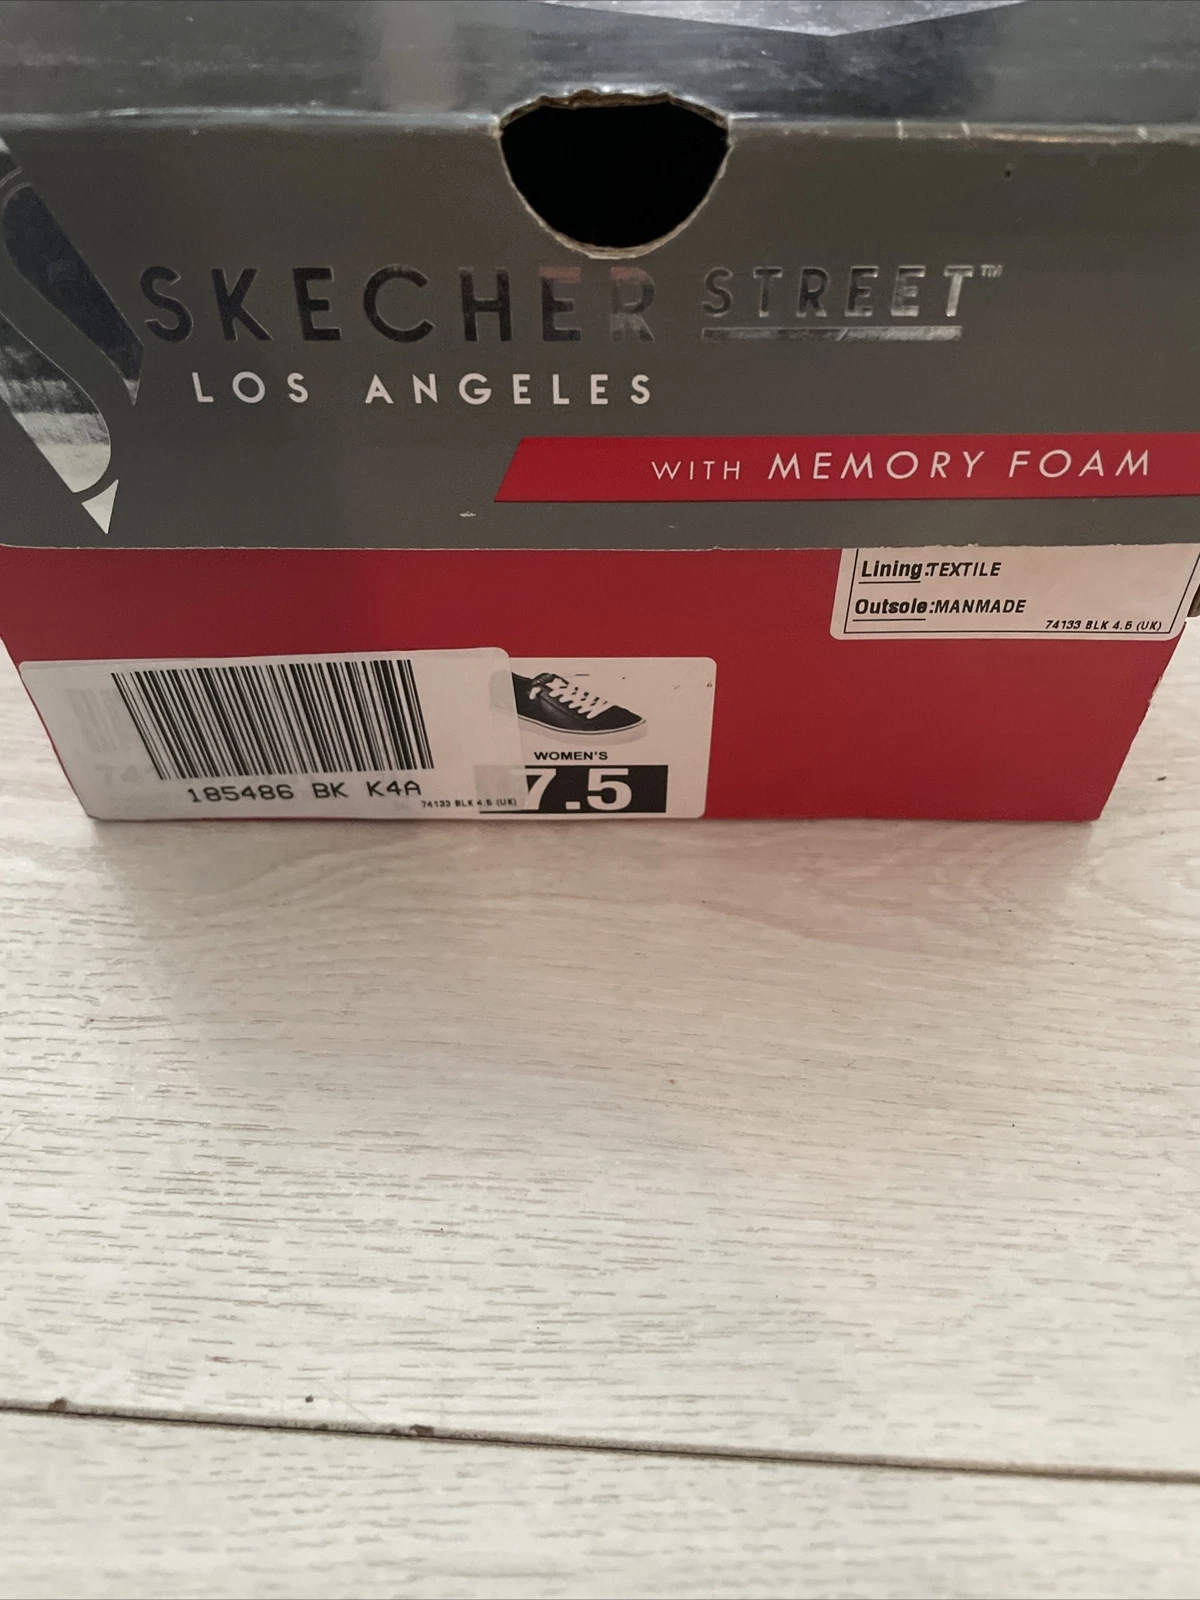 SKECHER STREET™
LOS ANGELES
WITH MEMORY FOAM
Lining:TEXTILE
Outsole:MANMADE
74133 BLK 4.5 (UK)
WOMEN'S
7.5
185486 BK K4A
74133 BLK 4.5 (UK)